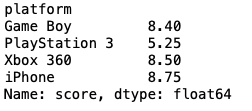 platform
Game Boy 8.40
PlayStation 3 5.25
Xbox 360 8.50
iPhone 8.75
Name: score, dtype: float64